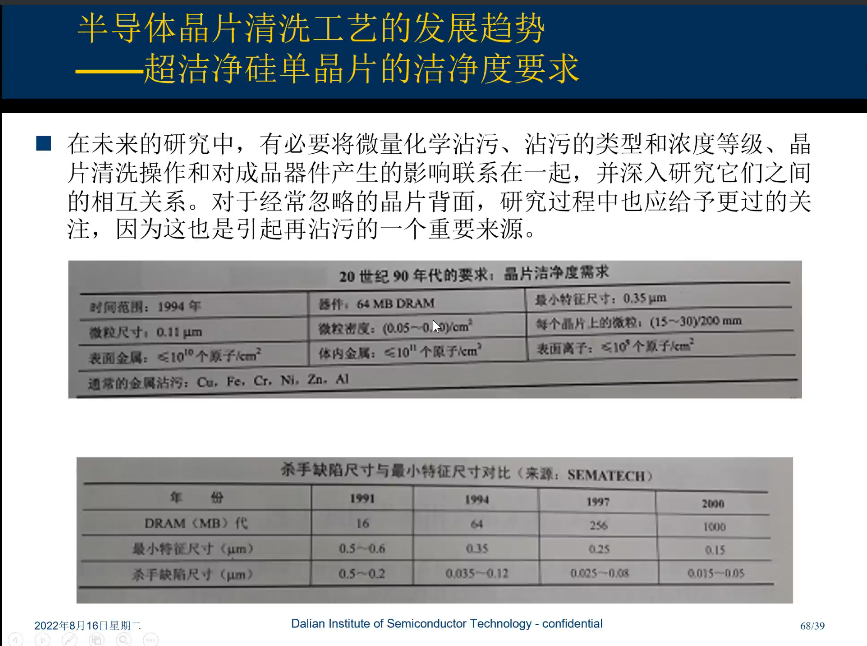 半导体晶片清洗工艺的发展趋势
——超洁净硅单晶片的洁净度要求
在未来的研究中，有必要将微量化学沾污、沾污的类型和浓度等级、晶
片清洗操作和对成品器件产生的影响联系在一起，并深入研究它们之间
的相互关系。对于经常忽略的晶片背面，研究过程中也应给予更过的关
注，因为这也是引起再沾污的一个重要来源。
20 世纪 90 年代的要求：晶片洁净度需求
时间范围：1994 年 器件：64 MB DRAM 最小特征尺寸：0.35 μm
微粒尺寸：0.11 μm 微粒密度：(0.05～ )/cm² 每个晶片上的微粒：(15～30)/200 mm
表面金属：≤10¹⁰ 个原子/cm² 体内金属：≤10¹¹ 个原子/cm³ 表面离子：≤10⁵ 个原子/cm²
通常的金属沾污：Cu，Fe，Cr，Ni，Zn，Al
杀手缺陷尺寸与最小特征尺寸对比（来源：SEMATECH）
年 份 1991 1994 1997 2000
DRAM（MB）代 16 64 256 1000
最小特征尺寸（μm） 0.5～0.6 0.35 0.25 0.15
杀手缺陷尺寸（μm） 0.5～0.2 0.035～0.12 0.025～0.08 0.015～0.05
2022年8月16日星期二 Dalian Institute of Semiconductor Technology - confidential 68/39